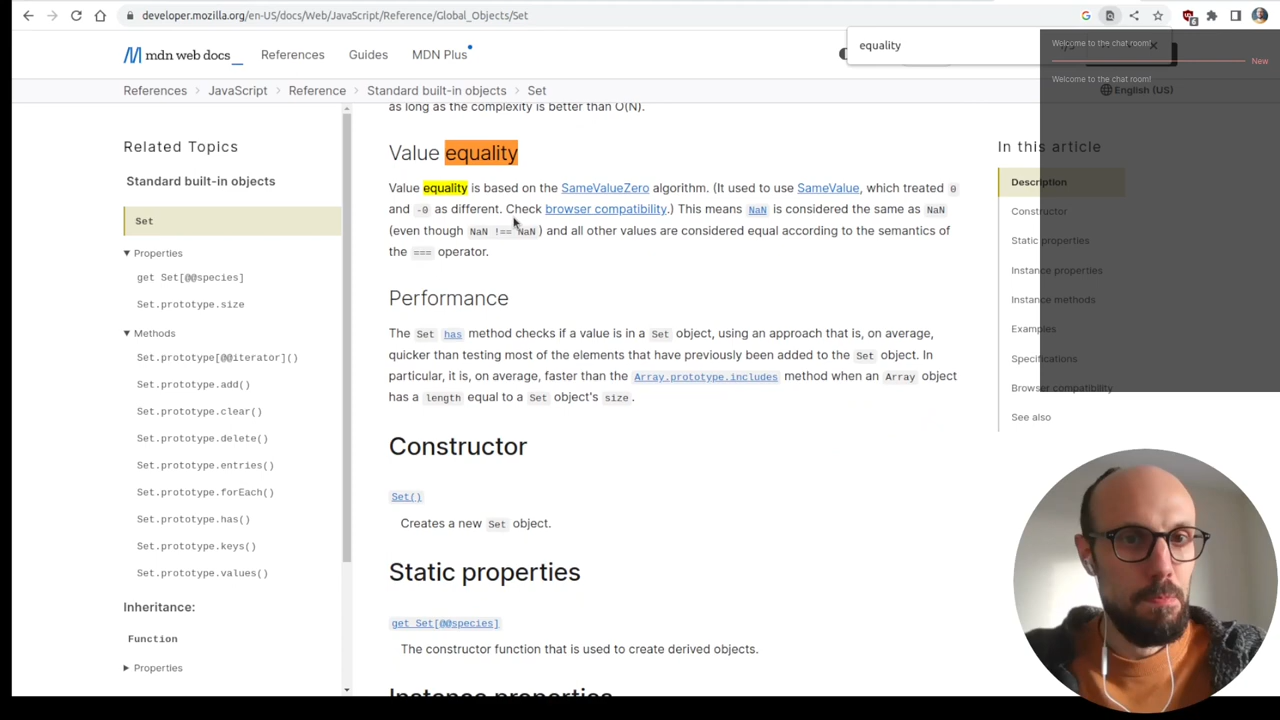 developer.mozilla.org/en-US/docs/Web/JavaScript/Reference/Global_Objects/Set
6
equality
mdn web docs_
References
Guides
MDN Plus
Welcome to the chat room!
New
Welcome to the chat room!
References
JavaScript
Reference
Standard built-in objects
Set
English (US)
Related Topics
Standard built-in objects
Set
Properties
get Set[@@species]
Set.prototype.size
Methods
Set.prototype[@@iterator]()
Set.prototype.add()
Set.prototype.clear()
Set.prototype.delete()
Set.prototype.entries()
Set.prototype.forEach()
Set.prototype.has()
Set.prototype.keys()
Set.prototype.values()
Inheritance:
Function
Properties
as long as the complexity is better than O(N).
Value equality
Value equality is based on the SameValueZero algorithm. (It used to use SameValue, which treated 0
and -0 as different. Check browser compatibility.) This means NaN is considered the same as NaN
(even though NaN !== NaN) and all other values are considered equal according to the semantics of
the === operator.
Performance
The Set has method checks if a value is in a Set object, using an approach that is, on average,
quicker than testing most of the elements that have previously been added to the Set object. In
particular, it is, on average, faster than the Array.prototype.includes method when an Array object
has a length equal to a Set object's size.
Constructor
Set()
Creates a new Set object.
Static properties
get Set[@@species]
The constructor function that is used to create derived objects.
Instance properties
In this article
Description
Constructor
Static properties
Instance properties
Instance methods
Examples
Specifications
Browser compatibility
See also